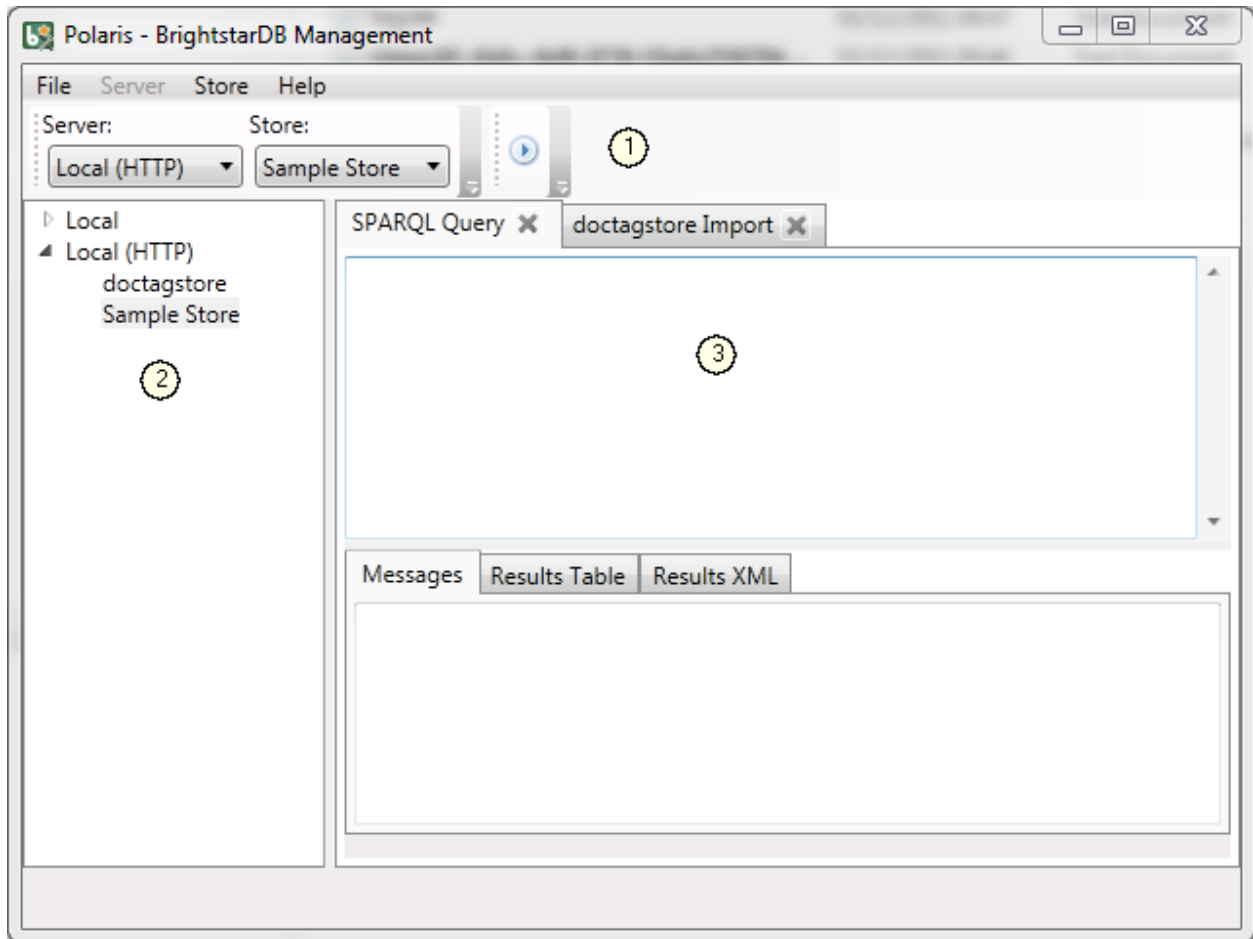 Polaris - BrightstarDB Management
File Server Store Help
Server: Store:
Local (HTTP) Sample Store
1
Local
Local (HTTP)
doctagstore
Sample Store
2
SPARQL Query doctagstore Import
3
Messages Results Table Results XML